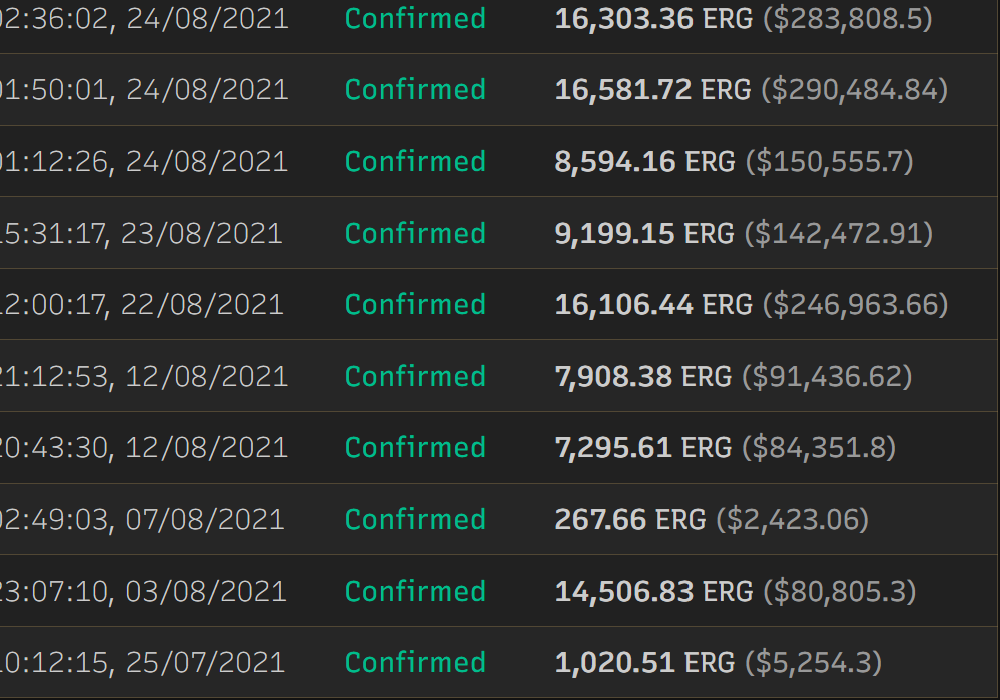 02:36:02, 24/08/2021 Confirmed 16,303.36 ERG ($283,808.5)
01:50:01, 24/08/2021 Confirmed 16,581.72 ERG ($290,484.84)
01:12:26, 24/08/2021 Confirmed 8,594.16 ERG ($150,555.7)
15:31:17, 23/08/2021 Confirmed 9,199.15 ERG ($142,472.91)
12:00:17, 22/08/2021 Confirmed 16,106.44 ERG ($246,963.66)
21:12:53, 12/08/2021 Confirmed 7,908.38 ERG ($91,436.62)
20:43:30, 12/08/2021 Confirmed 7,295.61 ERG ($84,351.8)
02:49:03, 07/08/2021 Confirmed 267.66 ERG ($2,423.06)
23:07:10, 03/08/2021 Confirmed 14,506.83 ERG ($80,805.3)
10:12:15, 25/07/2021 Confirmed 1,020.51 ERG ($5,254.3)